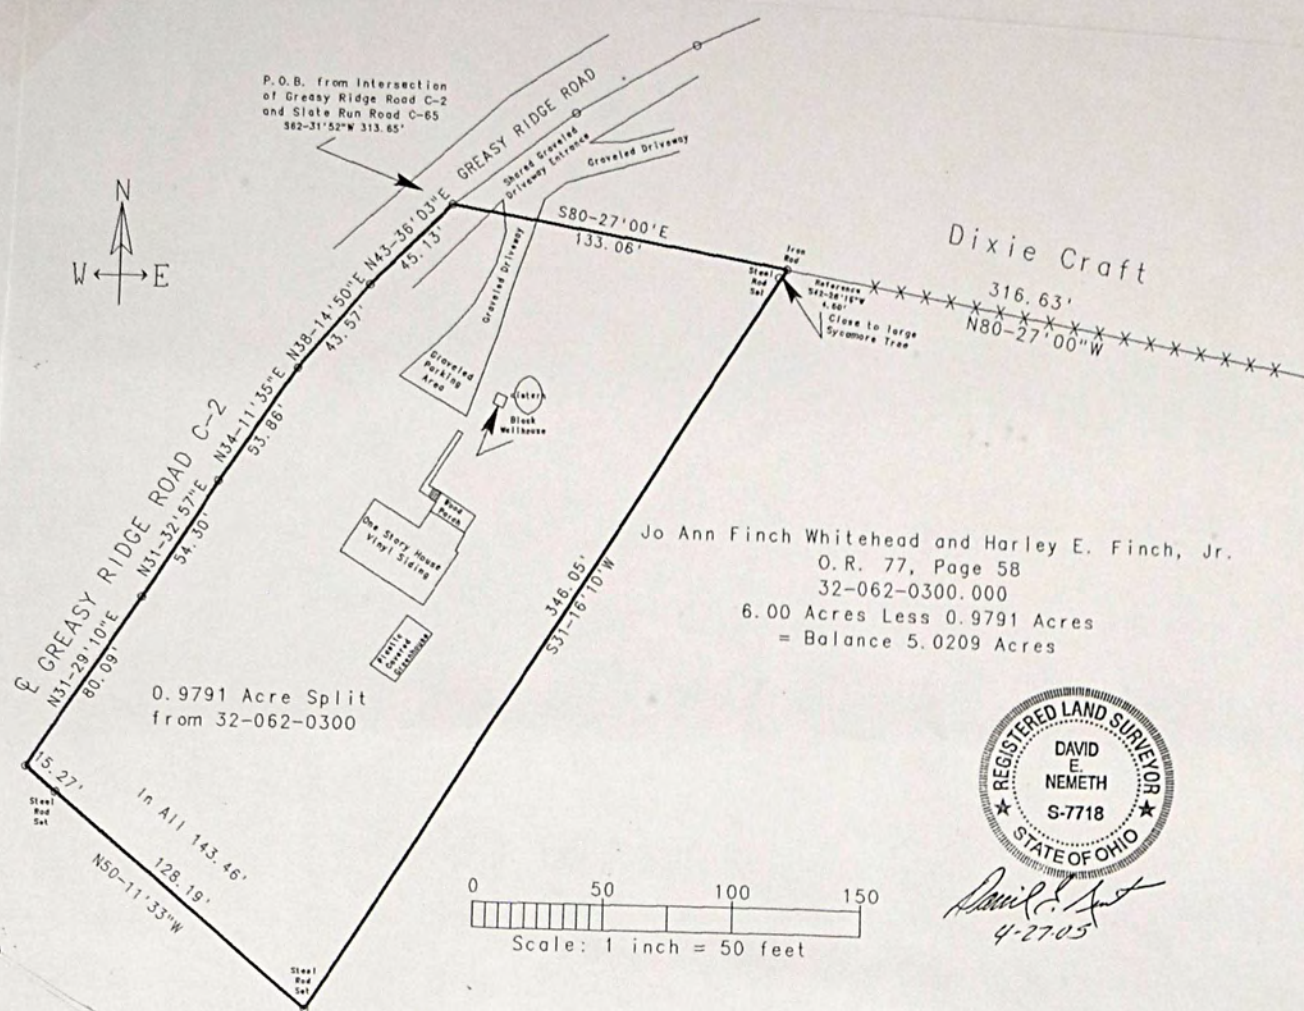 P.O.B. from Intersection
of Greasy Ridge Road C-2
and Slate Run Road C-65
S62-31'52"W 313.65'
GREASY RIDGE ROAD
Shared Graveled
Driveway Entrance
Graveled Driveway
N
W E
N43-36'03"E
45.13'
S80-27'00"E
133.06'
Graveled Driveway
Iron
Rod
Steel
Rod
Set
Reference
4.60'
Close to large
Sycamore Tree
Dixie Craft
316.63'
N80-27'00"W
N38-14'50"E
43.57'
Graveled
Parking
Area
Cistern
Block
Wellhouse
N34-11'35"E
53.86'
℄ GREASY RIDGE ROAD C-2
N31-32'57"E
54.30'
Wood
Porch
One Story House
Vinyl Siding
Jo Ann Finch Whitehead and Harley E. Finch, Jr.
O.R. 77, Page 58
32-062-0300.000
6.00 Acres Less 0.9791 Acres
= Balance 5.0209 Acres
346.05'
S31-16'10"W
N31-29'10"E
80.09'
Plastic
Covered
Greenhouse
0.9791 Acre Split
from 32-062-0300
15.27'
Steel
Rod
Set
In All 143.46'
128.19'
N50-11'33"W
Steel
Rod
Set
0 50 100 150
Scale: 1 inch = 50 feet
REGISTERED LAND SURVEYOR
DAVID
E.
NEMETH
S-7718
STATE OF OHIO
4-27-05